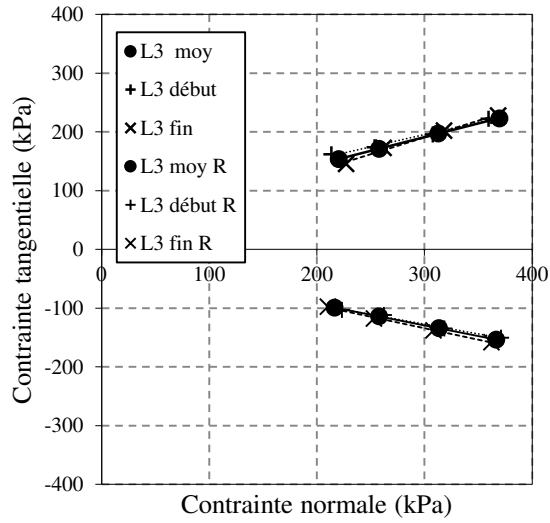 400
300
200
100
0
-100
-200
-300
-400
Contrainte tangentielle (kPa)
L3 moy
L3 début
L3 fin
L3 moy R
L3 début R
L3 fin R
0
100
200
300
400
Contrainte normale (kPa)